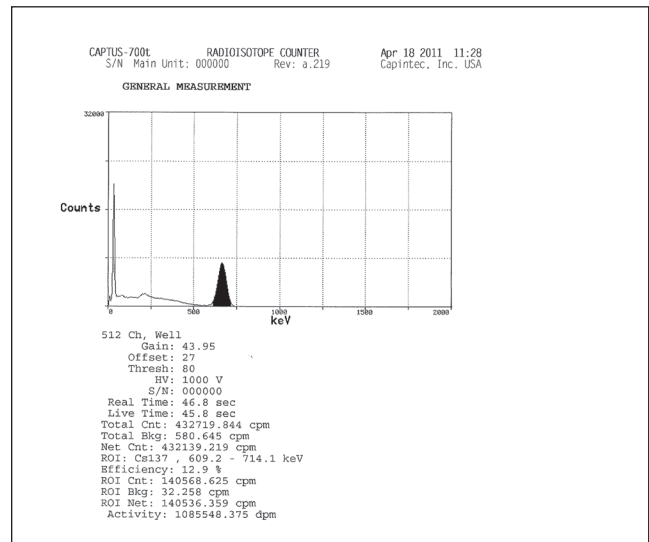 CAPTUS-700t RADIOISOTOPE COUNTER Apr 18 2011 11:28
S/N Main Unit: 000000 Rev: a.219 Capintec, Inc. USA
GENERAL MEASUREMENT
32000
Counts
0 500 1000 1500 2000
keV
512 Ch, Well
Gain: 43.95
Offset: 27
Thresh: 80
HV: 1000 V
S/N: 000000
Real Time: 46.8 sec
Live Time: 45.8 sec
Total Cnt: 432719.844 cpm
Total Bkg: 580.645 cpm
Net Cnt: 432139.219 cpm
ROI: Cs137 , 609.2 - 714.1 keV
Efficiency: 12.9 %
ROI Cnt: 140568.625 cpm
ROI Bkg: 32.258 cpm
ROI Net: 140536.359 cpm
Activity: 1085548.375 dpm